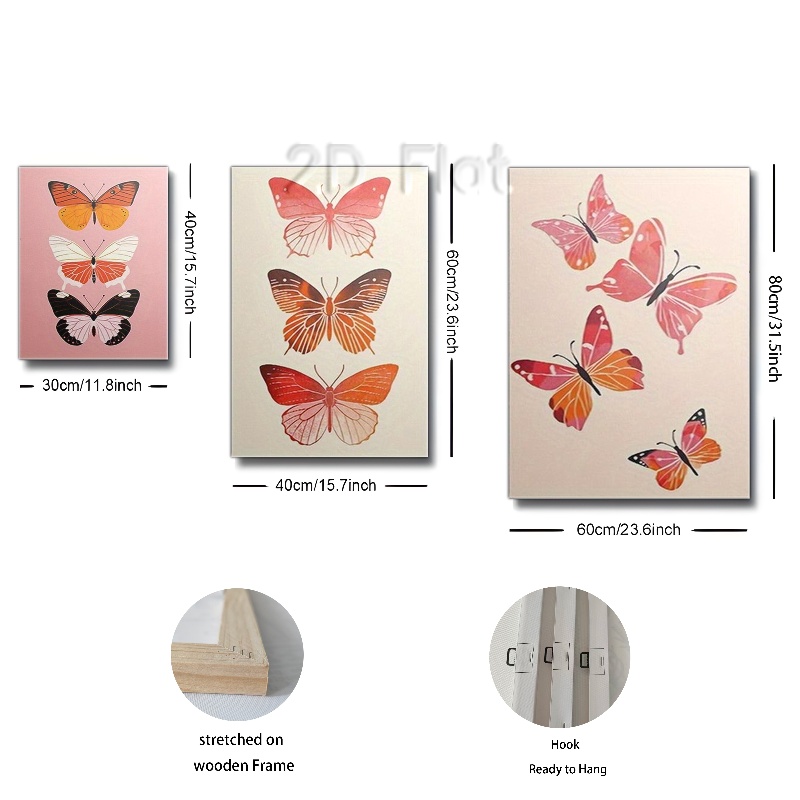 2D Flat
40cm/15.7inch
30cm/11.8inch
60cm/23.6inch
40cm/15.7inch
80cm/31.5inch
60cm/23.6inch
stretched on
wooden Frame
Hook
Ready to Hang